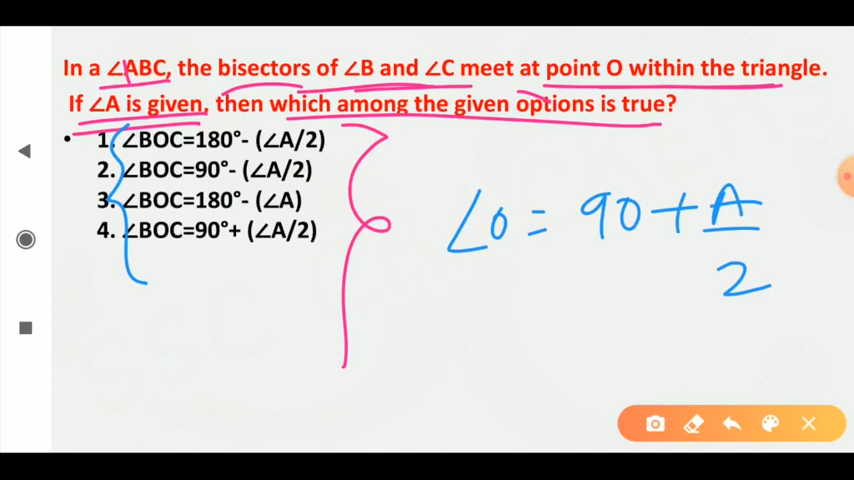 In a ∠ABC, the bisectors of ∠B and ∠C meet at point O within the triangle.
If ∠A is given, then which among the given options is true?
• 1. ∠BOC=180°- (∠A/2)
2. ∠BOC=90°- (∠A/2)
3. ∠BOC=180°- (∠A)
4. ∠BOC=90°+ (∠A/2)
∠O = 90 + A/2